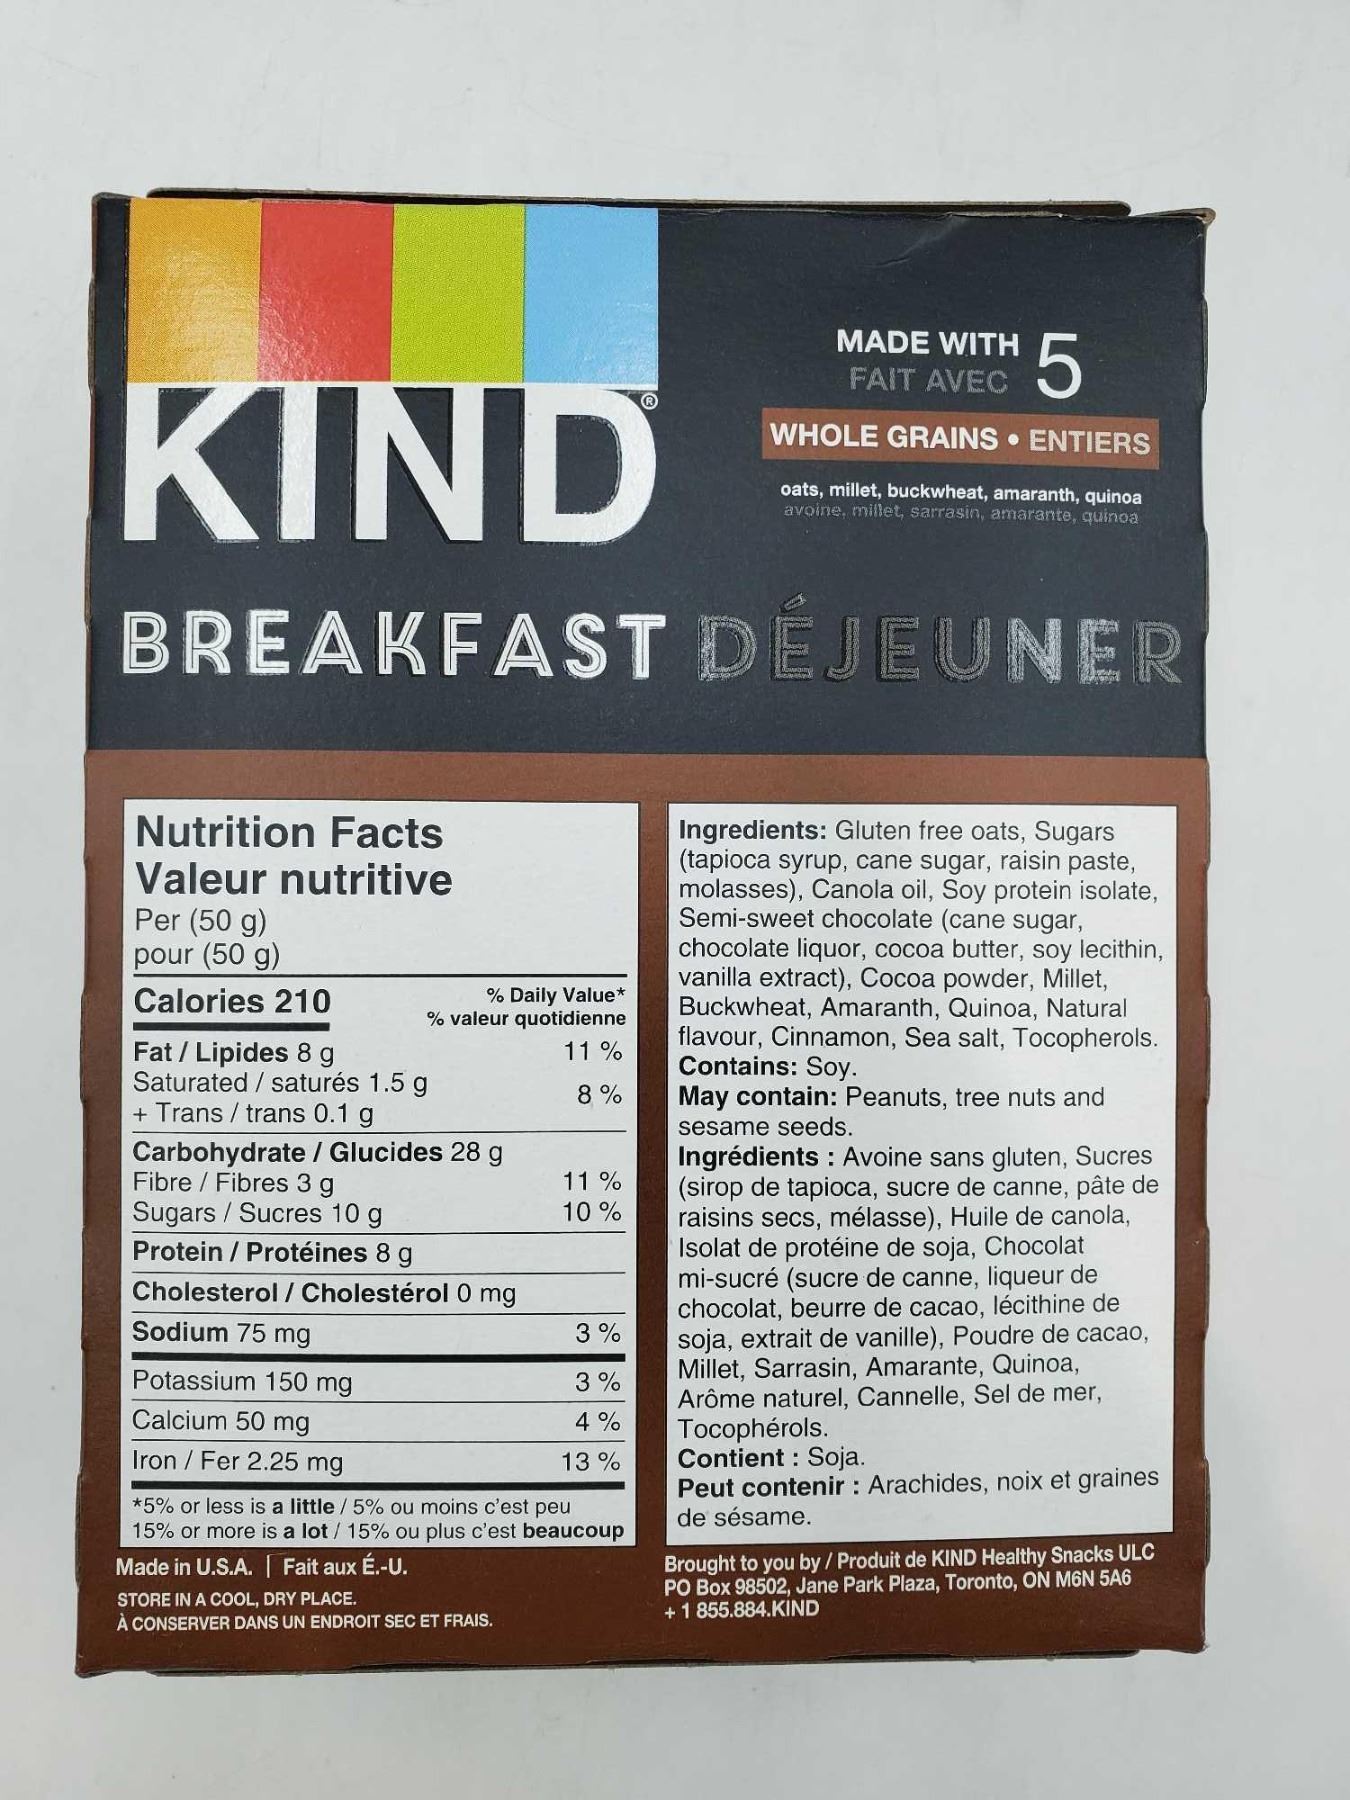 KIND®
MADE WITH 5
FAIT AVEC
WHOLE GRAINS • ENTIERS
oats, millet, buckwheat, amaranth, quinoa
avoine, millet, sarrasin, amarante, quinoa
BREAKFAST DÉJEUNER
Nutrition Facts
Valeur nutritive
Per (50 g)
pour (50 g)
Calories 210
% Daily Value*
% valeur quotidienne
Fat / Lipides 8 g 11 %
Saturated / saturés 1.5 g
+ Trans / trans 0.1 g 8 %
Carbohydrate / Glucides 28 g
Fibre / Fibres 3 g 11 %
Sugars / Sucres 10 g 10 %
Protein / Protéines 8 g
Cholesterol / Cholestérol 0 mg
Sodium 75 mg 3 %
Potassium 150 mg 3 %
Calcium 50 mg 4 %
Iron / Fer 2.25 mg 13 %
*5% or less is a little / 5% ou moins c'est peu
15% or more is a lot / 15% ou plus c'est beaucoup
Made in U.S.A. | Fait aux É.-U.
STORE IN A COOL, DRY PLACE.
À CONSERVER DANS UN ENDROIT SEC ET FRAIS.
Ingredients: Gluten free oats, Sugars
(tapioca syrup, cane sugar, raisin paste,
molasses), Canola oil, Soy protein isolate,
Semi-sweet chocolate (cane sugar,
chocolate liquor, cocoa butter, soy lecithin,
vanilla extract), Cocoa powder, Millet,
Buckwheat, Amaranth, Quinoa, Natural
flavour, Cinnamon, Sea salt, Tocopherols.
Contains: Soy.
May contain: Peanuts, tree nuts and
sesame seeds.
Ingrédients : Avoine sans gluten, Sucres
(sirop de tapioca, sucre de canne, pâte de
raisins secs, mélasse), Huile de canola,
Isolat de protéine de soja, Chocolat
mi-sucré (sucre de canne, liqueur de
chocolat, beurre de cacao, lécithine de
soja, extrait de vanille), Poudre de cacao,
Millet, Sarrasin, Amarante, Quinoa,
Arôme naturel, Cannelle, Sel de mer,
Tocophérols.
Contient : Soja.
Peut contenir : Arachides, noix et graines
de sésame.
Brought to you by / Produit de KIND Healthy Snacks ULC
PO Box 98502, Jane Park Plaza, Toronto, ON M6N 5A6
+ 1 855.884.KIND